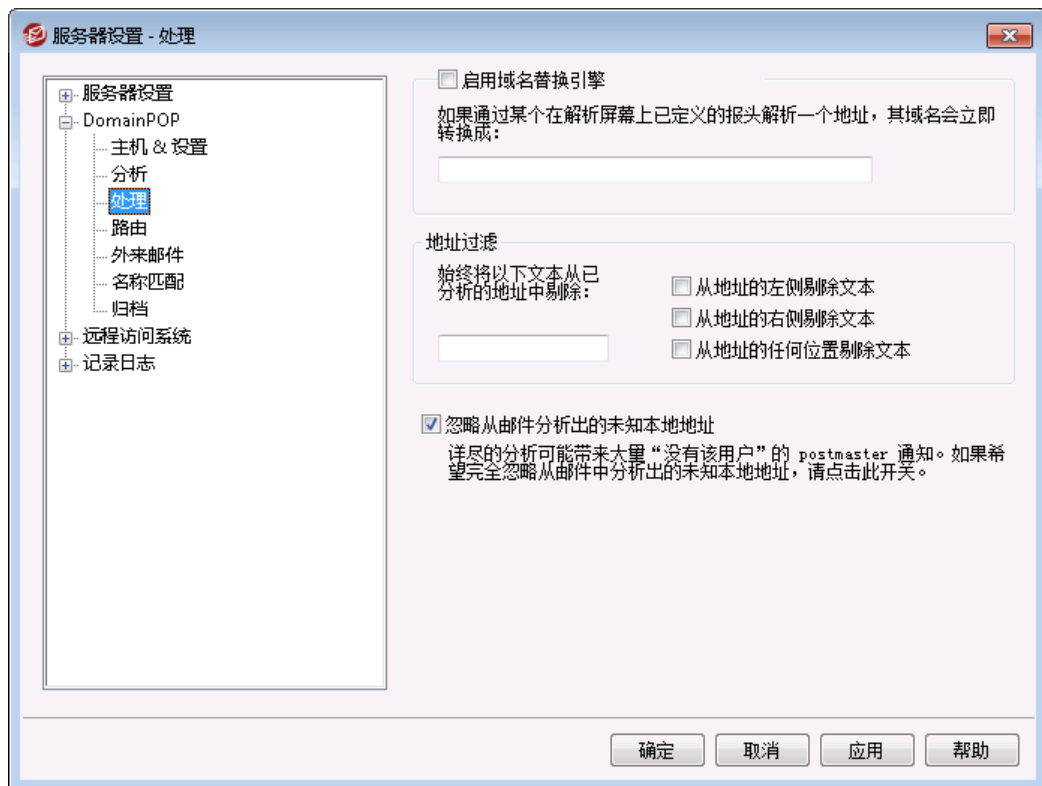 服务器设置 - 处理
服务器设置
DomainPOP
主机 & 设置
分析
处理
路由
外来邮件
名称匹配
归档
远程访问系统
记录日志
启用域名替换引擎
如果通过某个在解析屏幕上已定义的报头解析一个地址，其域名会立即
转换成：
地址过滤
始终将以下文本从已
分析的地址中剔除：
从地址的左侧剔除文本
从地址的右侧剔除文本
从地址的任何位置剔除文本
忽略从邮件分析出的未知本地地址
详尽的分析可能带来大量“没有该用户”的 postmaster 通知。如果希
望完全忽略从邮件中分析出的未知本地地址，请点击此开关。
确定
取消
应用
帮助